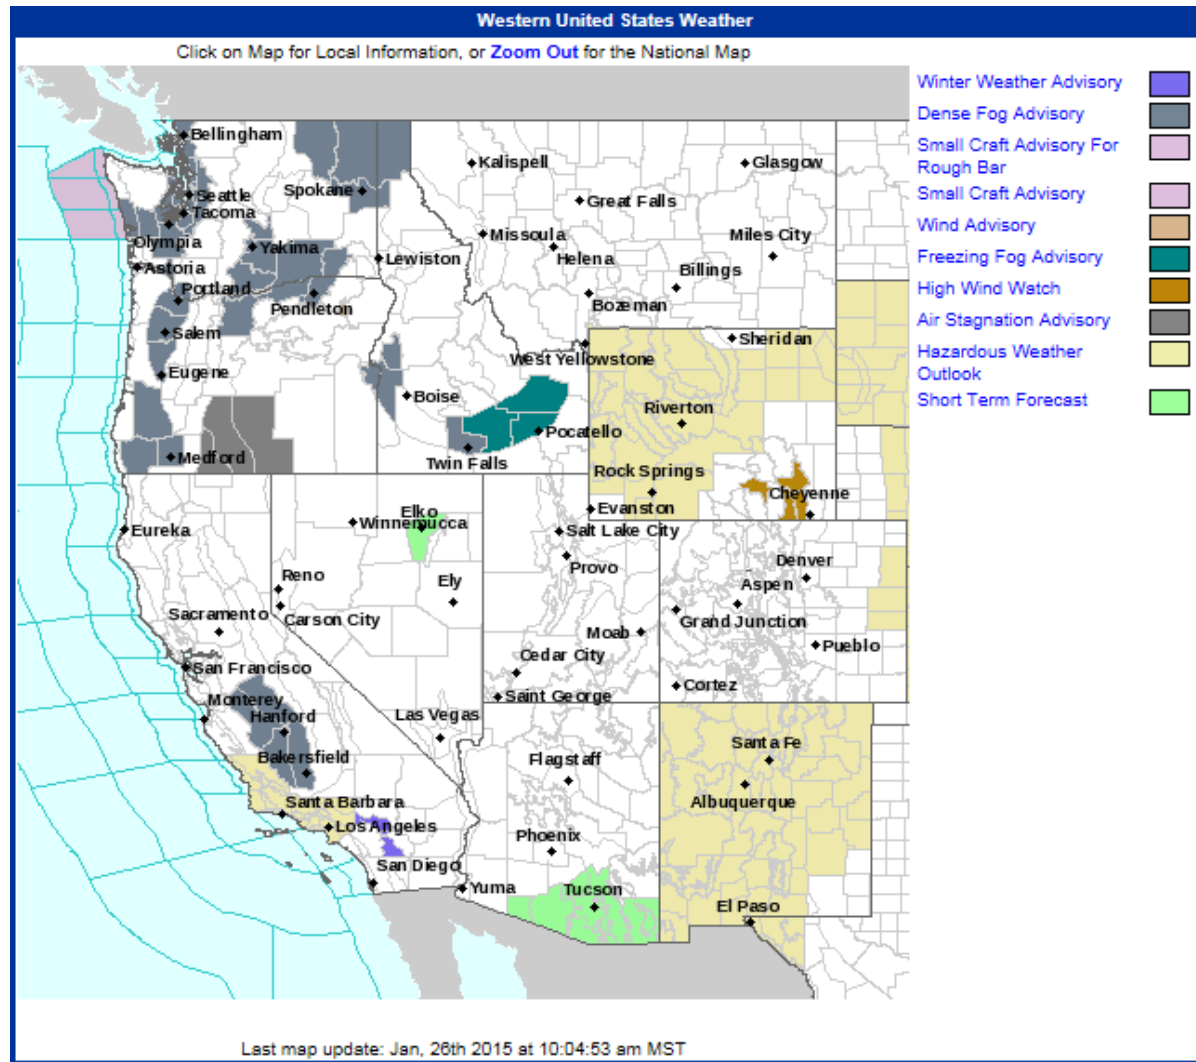 Western United States Weather
Click on Map for Local Information, or Zoom Out for the National Map
Winter Weather Advisory
Dense Fog Advisory
Small Craft Advisory For
Rough Bar
Small Craft Advisory
Wind Advisory
Freezing Fog Advisory
High Wind Watch
Air Stagnation Advisory
Hazardous Weather
Outlook
Short Term Forecast
Bellingham
Kalispell
Glasgow
Seattle
Spokane
Great Falls
Tacoma
Olympia
Yakima
Missoula
Helena
Miles City
Astoria
Lewiston
Billings
Portland
Pendleton
Bozeman
Salem
Sheridan
West Yellowstone
Eugene
Boise
Riverton
Pocatello
Medford
Twin Falls
Rock Springs
Cheyenne
Evanston
Elko
Winnemucca
Eureka
Salt Lake City
Provo
Denver
Reno
Ely
Aspen
Sacramento
Carson City
Grand Junction
Moab
Pueblo
San Francisco
Cedar City
Cortez
Saint George
Monterey
Hanford
Las Vegas
Santa Fe
Bakersfield
Flagstaff
Albuquerque
Santa Barbara
Los Angeles
Phoenix
San Diego
Yuma
Tucson
El Paso
Last map update: Jan, 26th 2015 at 10:04:53 am MST